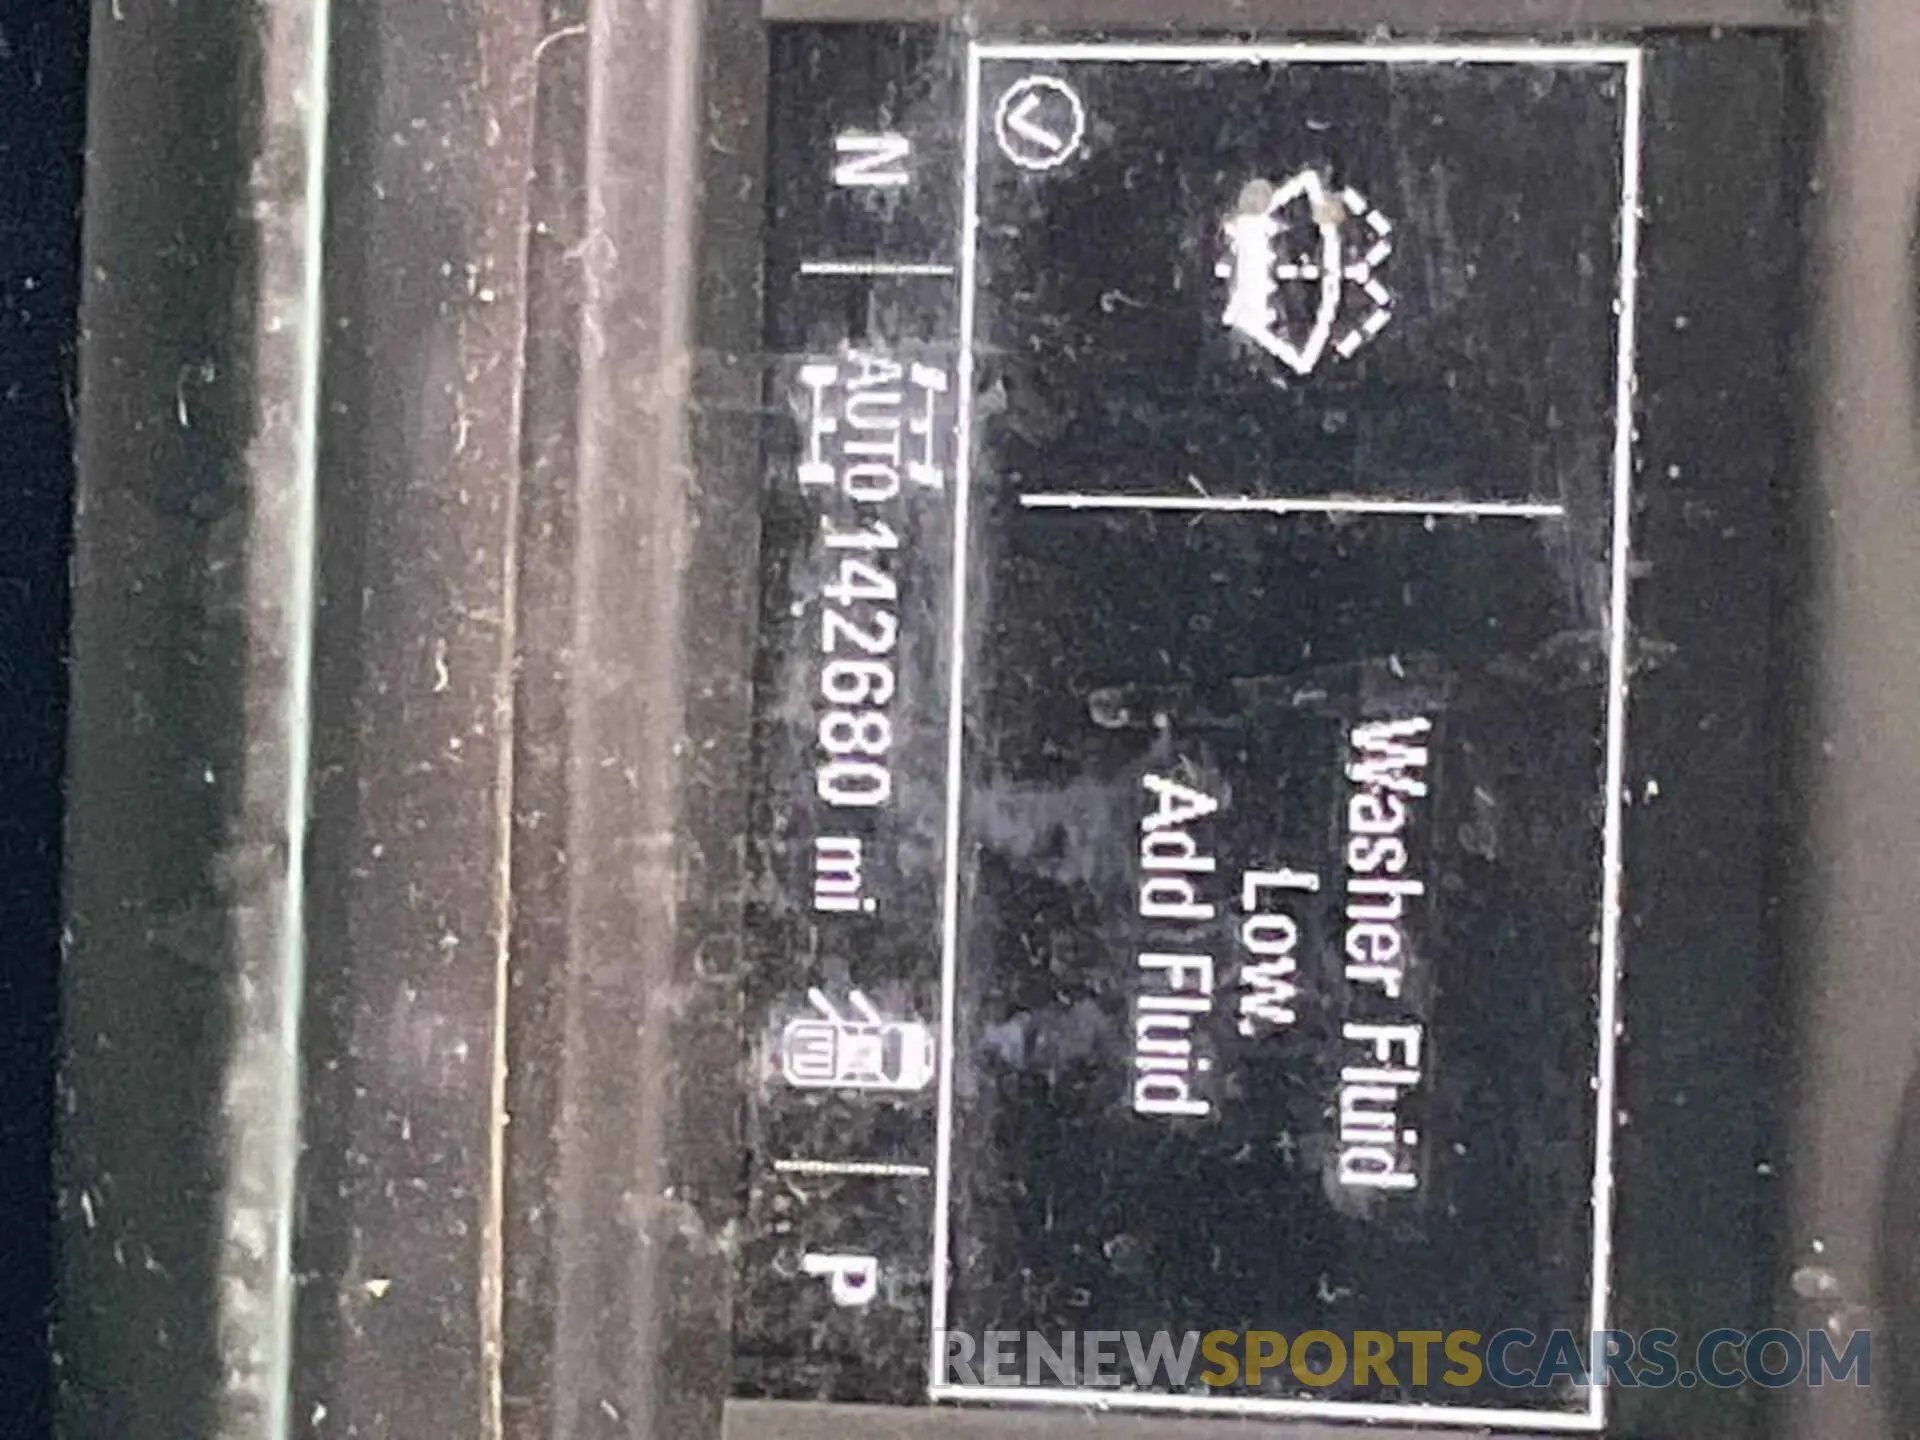 Washer Fluid
Low.
Add Fluid
N
AUTO
142680 mi
P
RENEWSPORTSCARS.COM